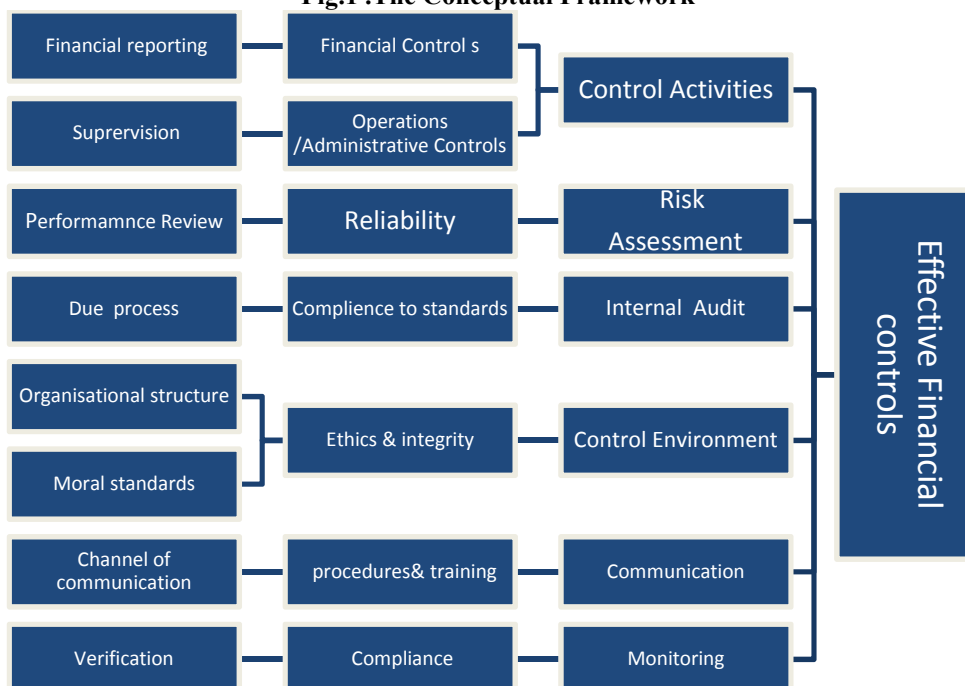 Fig.1 :The Conceptual Framework
Financial reporting
Financial Control s
Control Activities
Suprervision
Operations
/Administrative Controls
Performamnce Review
Reliability
Risk
Assessment
Due process
Complience to standards
Internal Audit
Organisational structure
Ethics & integrity
Control Environment
Moral standards
Channel of
communication
procedures& training
Communication
Verification
Compliance
Monitoring
Effective Financial
controls